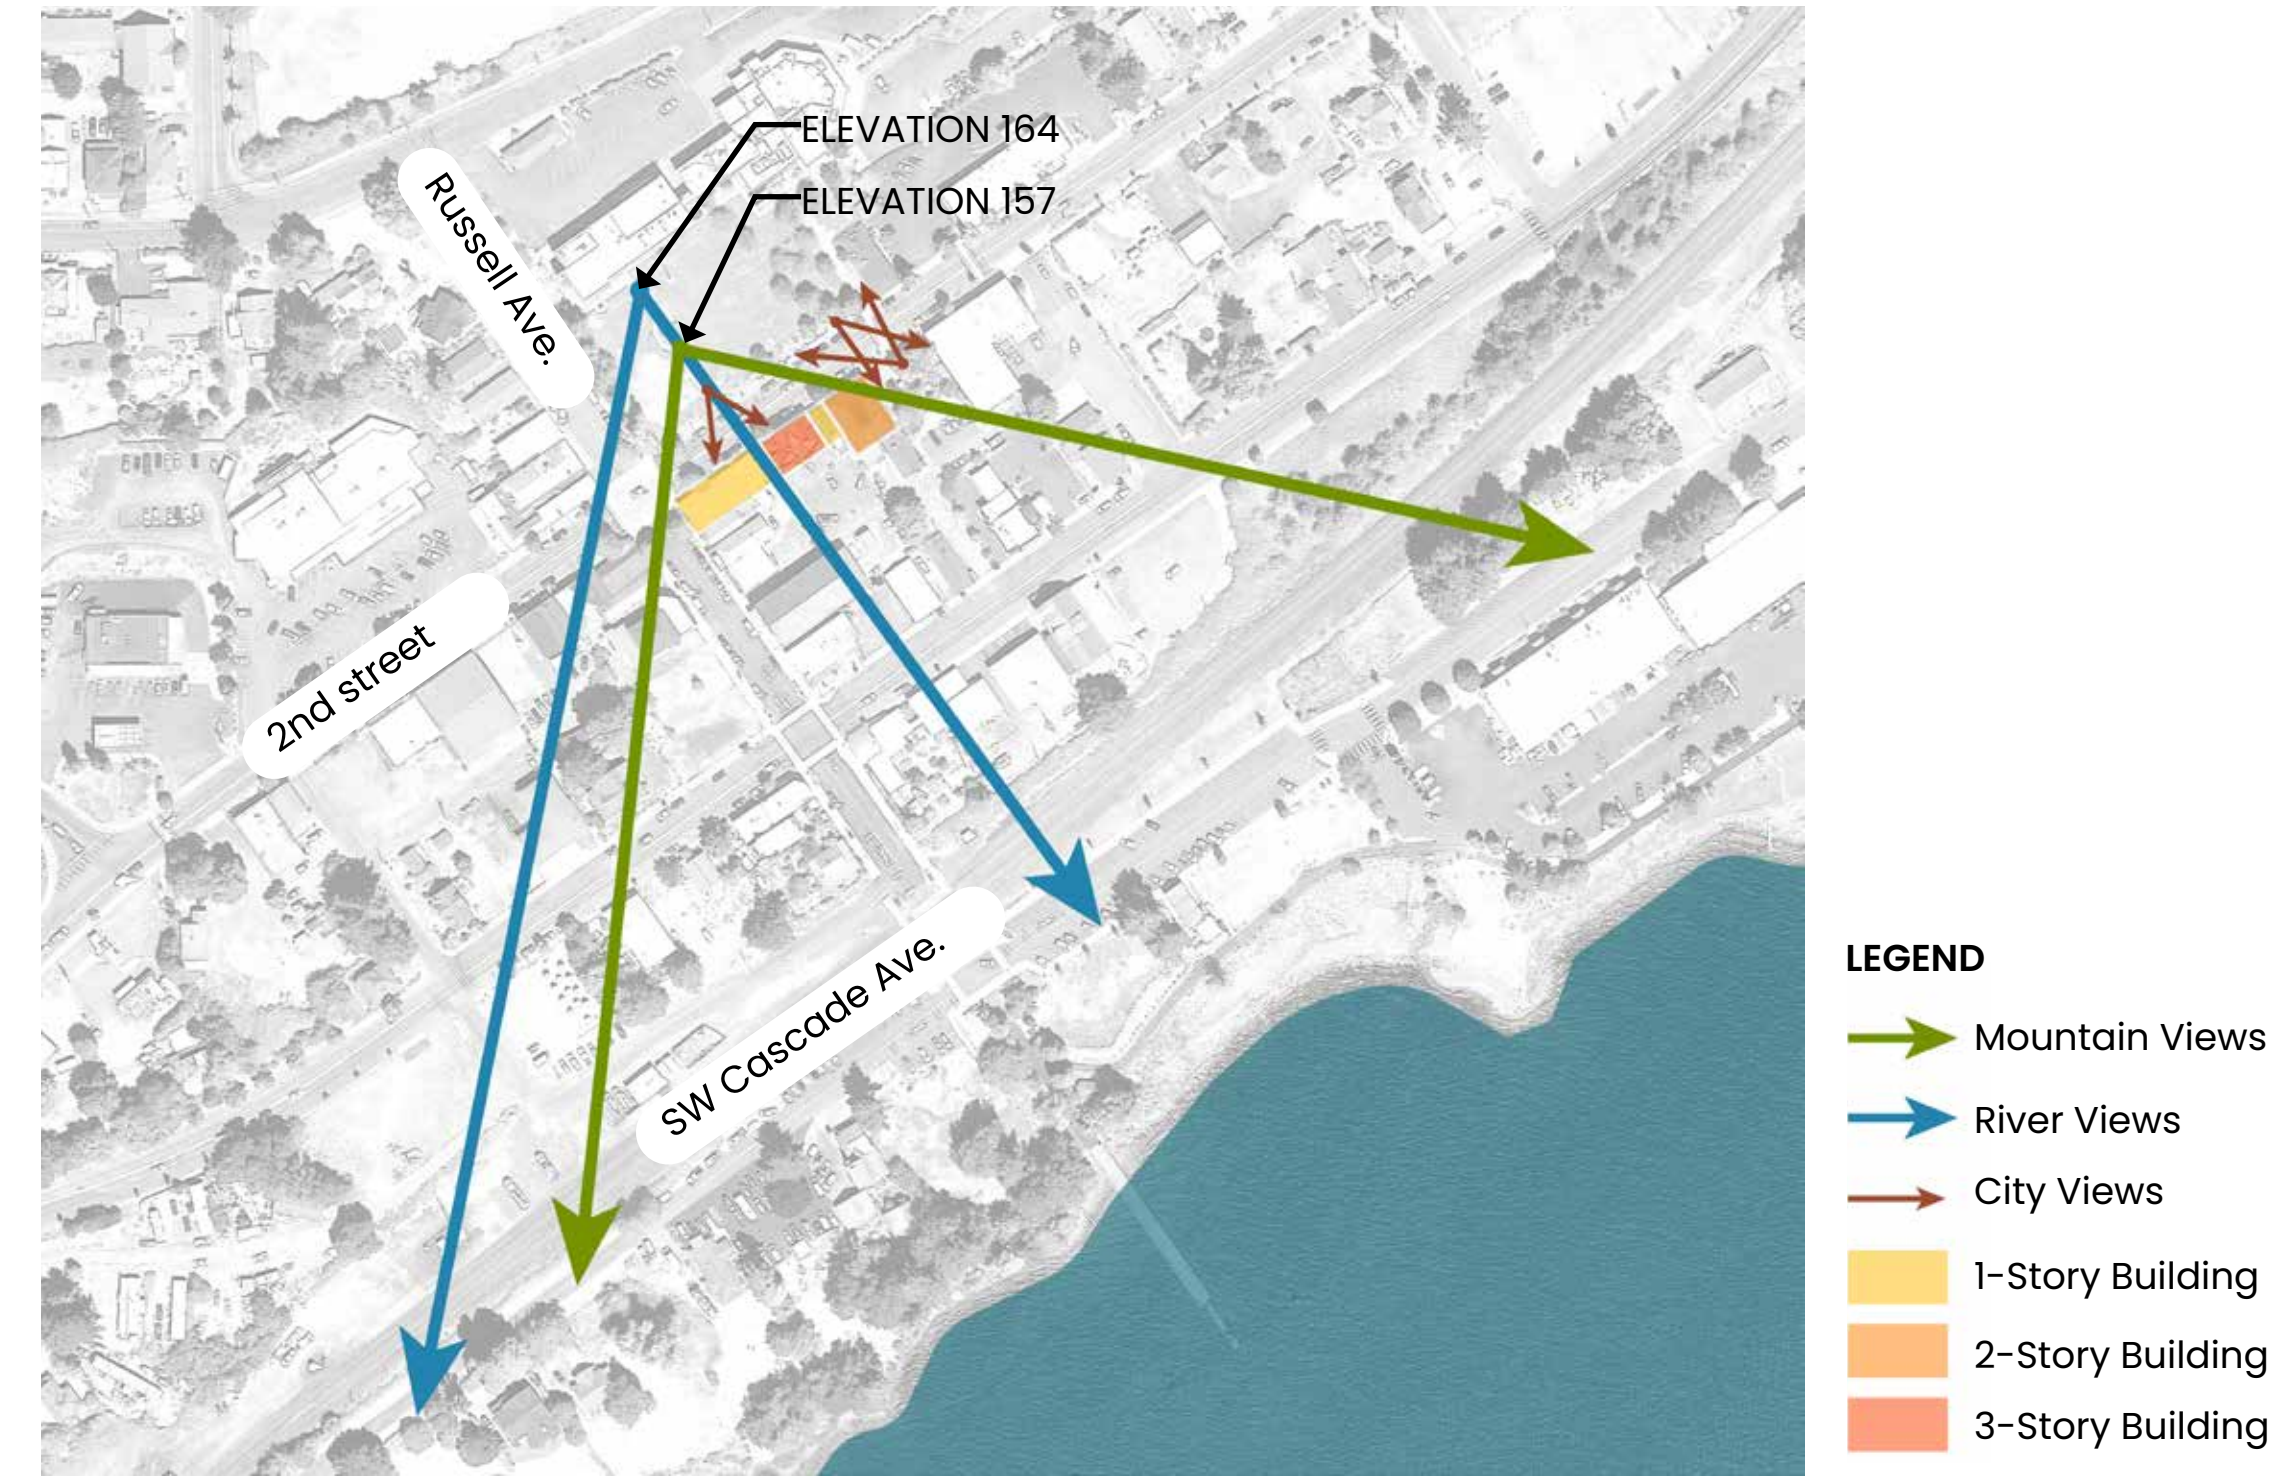 ELEVATION 164
ELEVATION 157
Russell Ave.
2nd street
SW Cascade Ave.
LEGEND
Mountain Views
River Views
City Views
1-Story Building
2-Story Building
3-Story Building